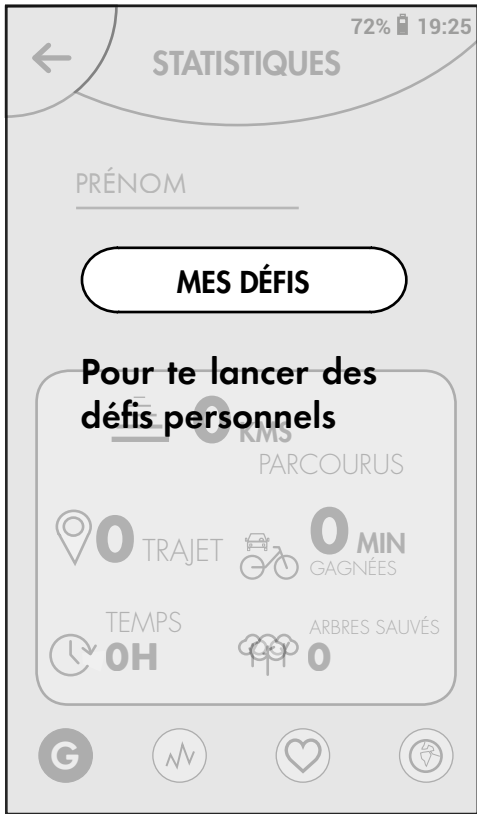 72% 19:25
STATISTIQUES
PRÉNOM
MES DÉFIS
Pour te lancer des
défis personnels
0 KMS
PARCOURUS
0 TRAJET
0 MIN
GAGNÉES
TEMPS
0H
ARBRES SAUVÉS
0
G